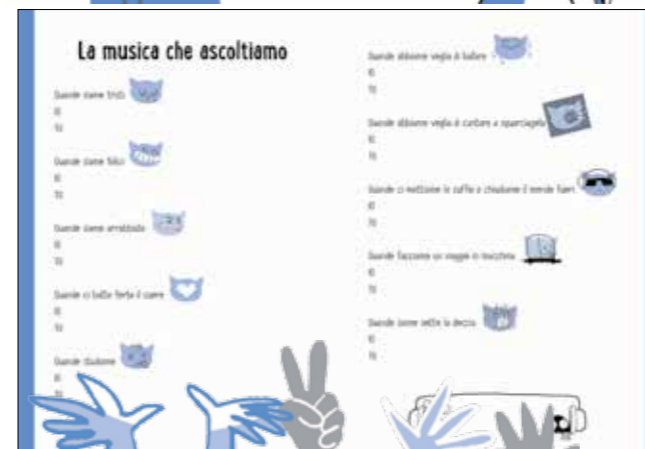 La musica che ascoltiamo
Quando siamo tristi
IO
TU
Quando siamo felici
IO
TU
Quando siamo arrabbiati
IO
TU
Quando ci batte forte il cuore
IO
TU
Quando studiamo
IO
TU
Quando abbiamo voglia di ballare
IO
TU
Quando abbiamo voglia di cantare a squarciagola
IO
TU
Quando ci mettiamo le cuffie e chiudiamo il mondo fuori
IO
TU
Quando facciamo un viaggio in macchina
IO
TU
Quando siamo sotto la doccia
IO
TU